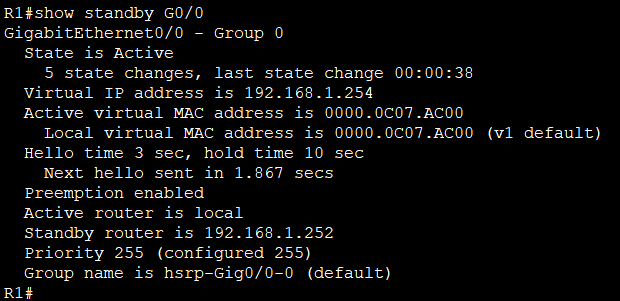 R1#show standby G0/0
GigabitEthernet0/0 - Group 0
State is Active
5 state changes, last state change 00:00:38
Virtual IP address is 192.168.1.254
Active virtual MAC address is 0000.0C07.AC00
Local virtual MAC address is 0000.0C07.AC00 (v1 default)
Hello time 3 sec, hold time 10 sec
Next hello sent in 1.867 secs
Preemption enabled
Active router is local
Standby router is 192.168.1.252
Priority 255 (configured 255)
Group name is hsrp-Gig0/0-0 (default)
R1#